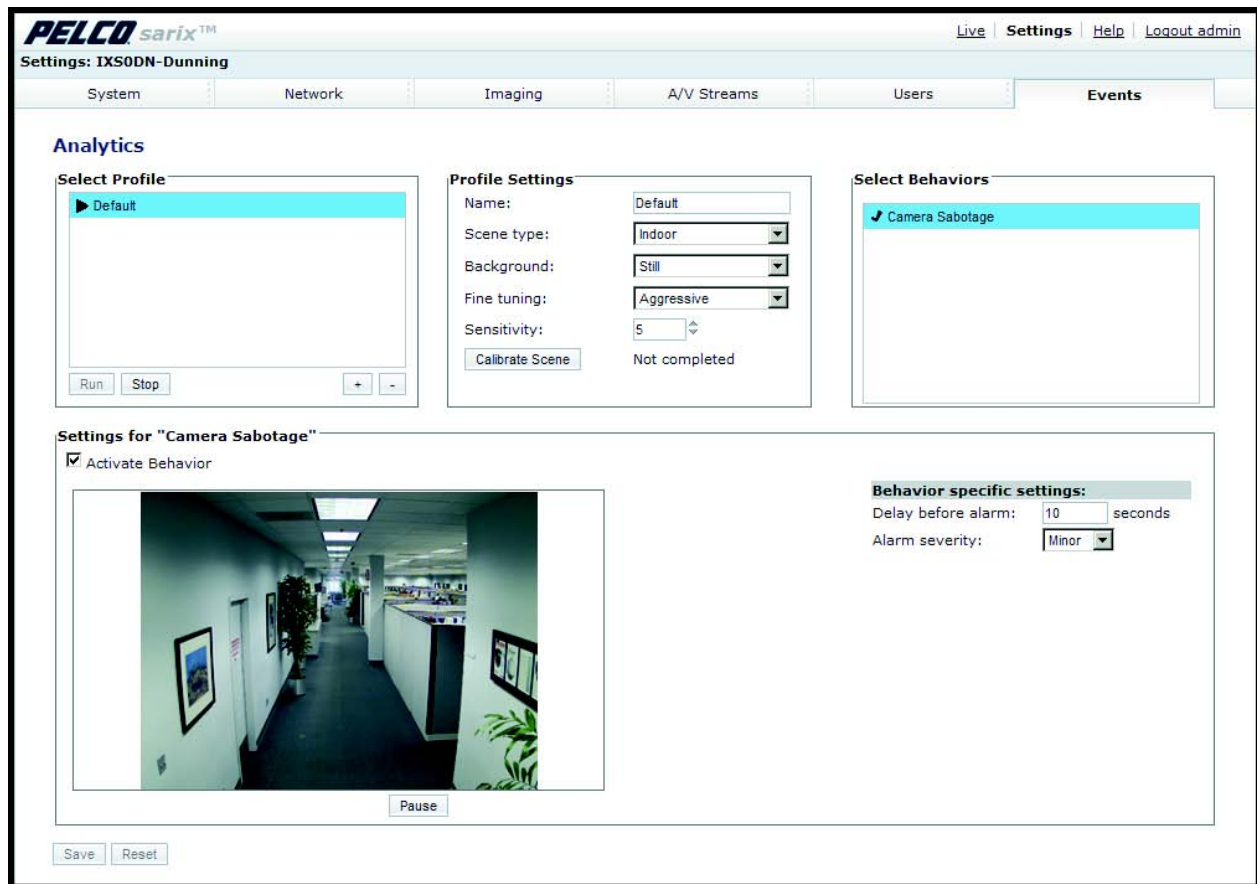 PELCO sarix™
Live Settings Help Logout admin
Settings: IXS0DN-Dunning
System Network Imaging A/V Streams Users Events
Analytics
Select Profile
Default
Run Stop + -
Profile Settings
Name: Default
Scene type: Indoor
Background: Still
Fine tuning: Aggressive
Sensitivity: 5
Calibrate Scene Not completed
Select Behaviors
Camera Sabotage
Settings for "Camera Sabotage"
Activate Behavior
Pause
Behavior specific settings:
Delay before alarm: 10 seconds
Alarm severity: Minor
Save Reset